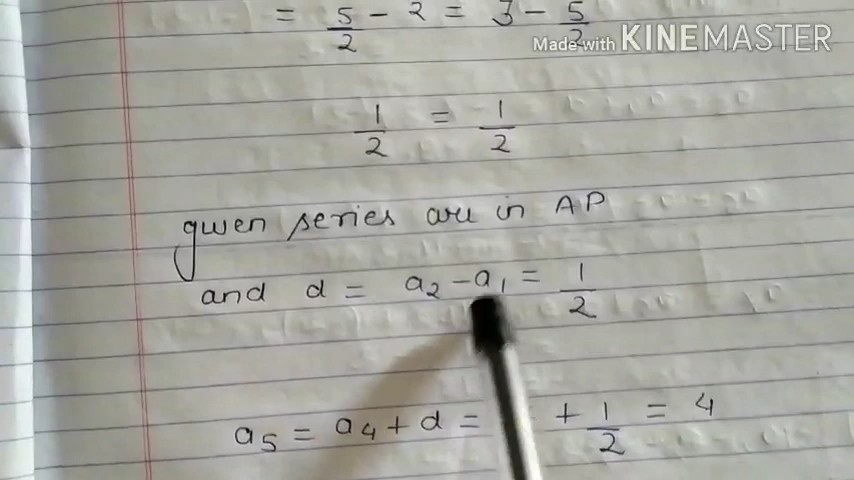 = 5/2 - 2 = 3 - 5/2
Made with KINEMASTER
1/2 = 1/2
given series are in AP
and d = a₂ - a₁ = 1/2
a₅ = a₄ + d = + 1/2 = 4